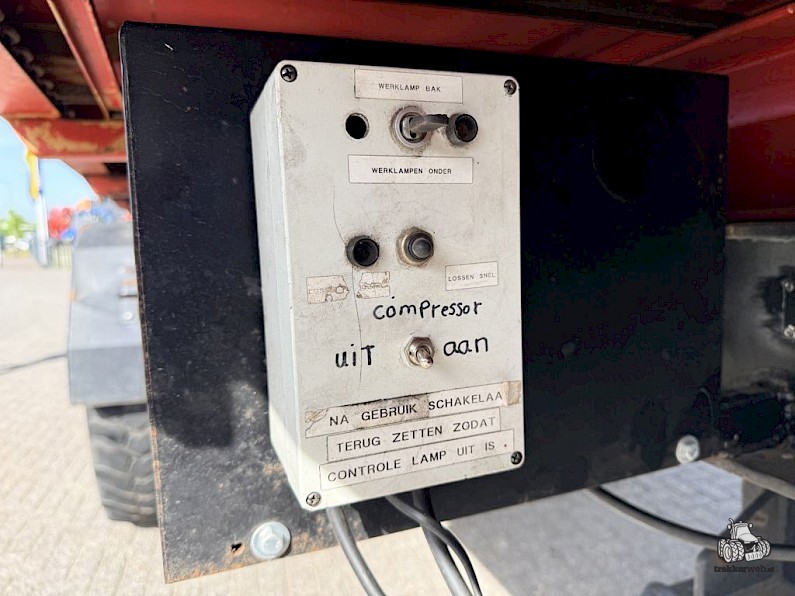 WERKLAMP BAK
WERKLAMPEN ONDER
LOSSEN SNEL
compressor
uit aan
NA GEBRUIK SCHAKELAA
TERUG ZETTEN ZODAT
CONTROLE LAMP UIT IS .